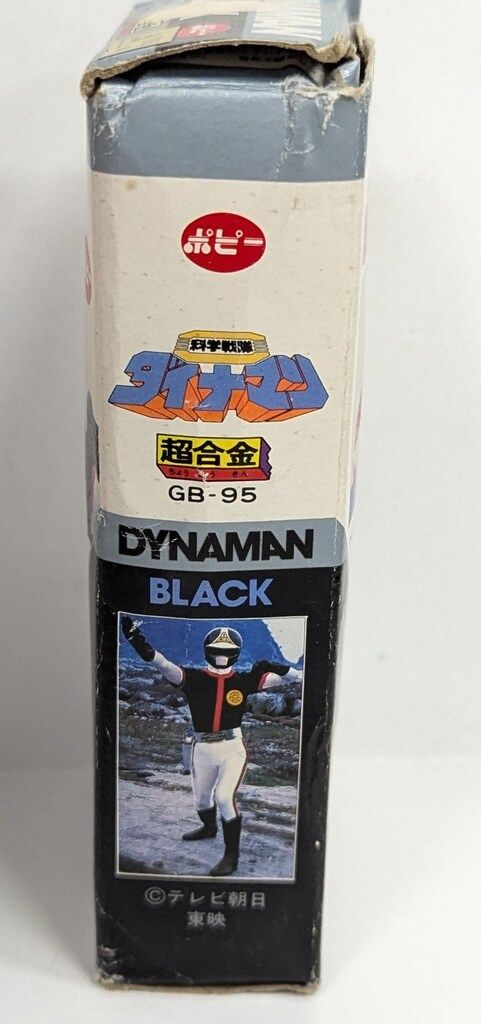 ポピー
科学戦隊
ダイナマン
超合金
ちょうごうきん
GB-95
DYNAMAN
BLACK
©テレビ朝日
東映